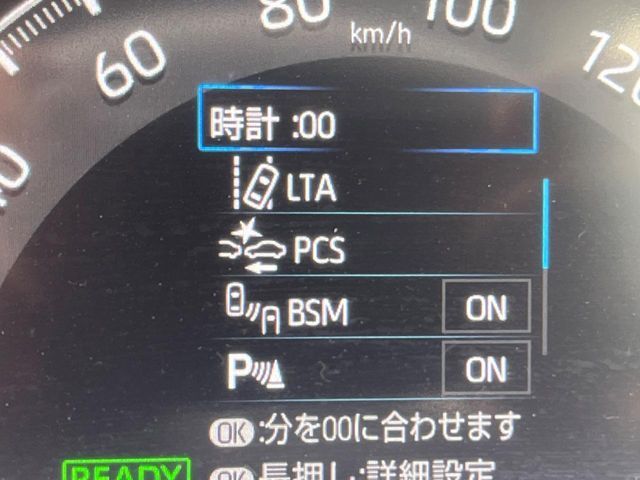 60
80
100
120
km/h
時計 :00
LTA
PCS
BSM ON
P ON
OK :分を00に合わせます
READY
OK 長押し:詳細設定